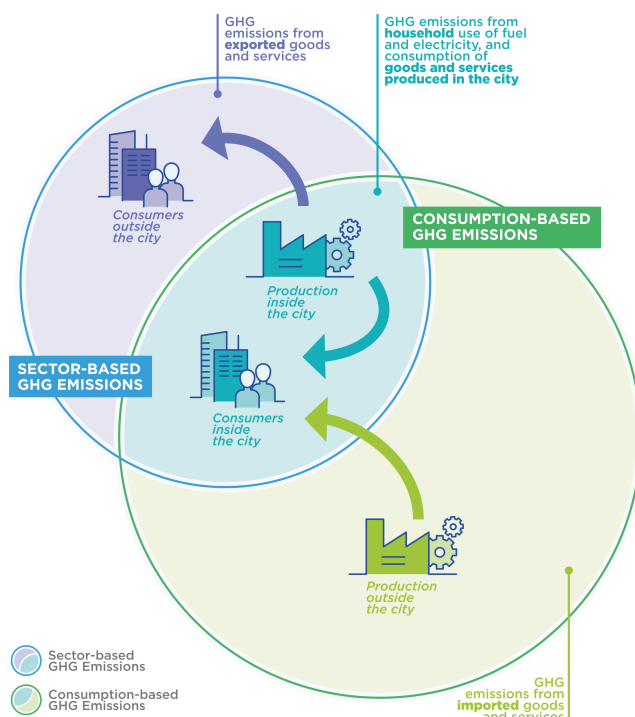 GHG
emissions from
exported goods
and services
GHG emissions from
household use of fuel
and electricity, and
consumption of
goods and services
produced in the city
Consumers
outside
the city
CONSUMPTION-BASED
GHG EMISSIONS
Production
inside
the city
SECTOR-BASED
GHG EMISSIONS
Consumers
inside
the city
Production
outside
the city
Sector-based
GHG Emissions
Consumption-based
GHG Emissions
GHG
emissions from
imported goods
and services